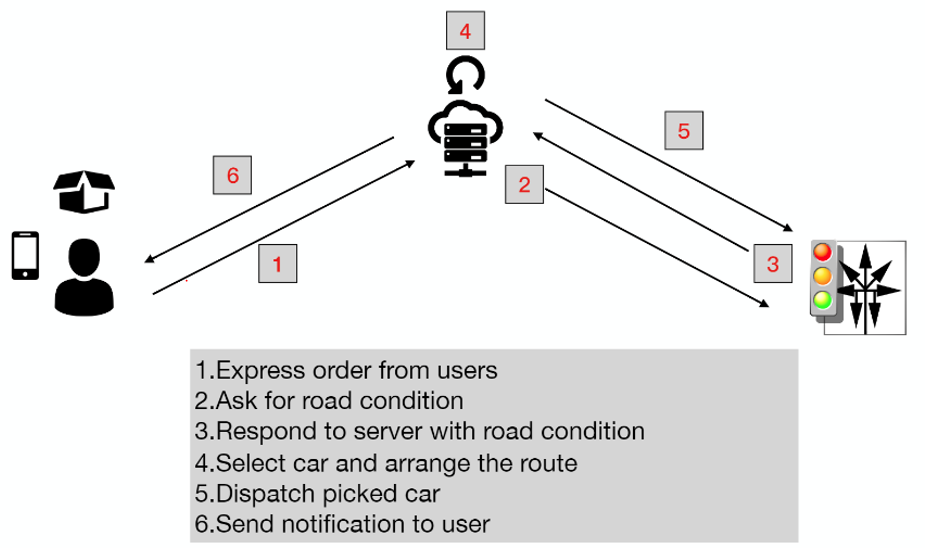 4
5
6
2
1
3
1.Express order from users
2.Ask for road condition
3.Respond to server with road condition
4.Select car and arrange the route
5.Dispatch picked car
6.Send notification to user